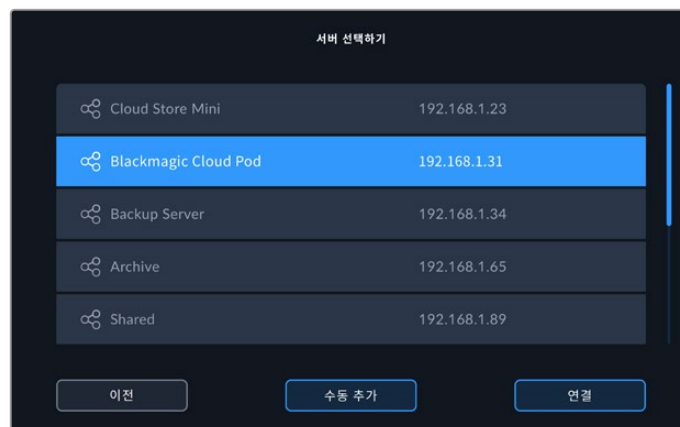 서버 선택하기
Cloud Store Mini 192.168.1.23
Blackmagic Cloud Pod 192.168.1.31
Backup Server 192.168.1.34
Archive 192.168.1.65
Shared 192.168.1.89
이전 수동 추가 연결